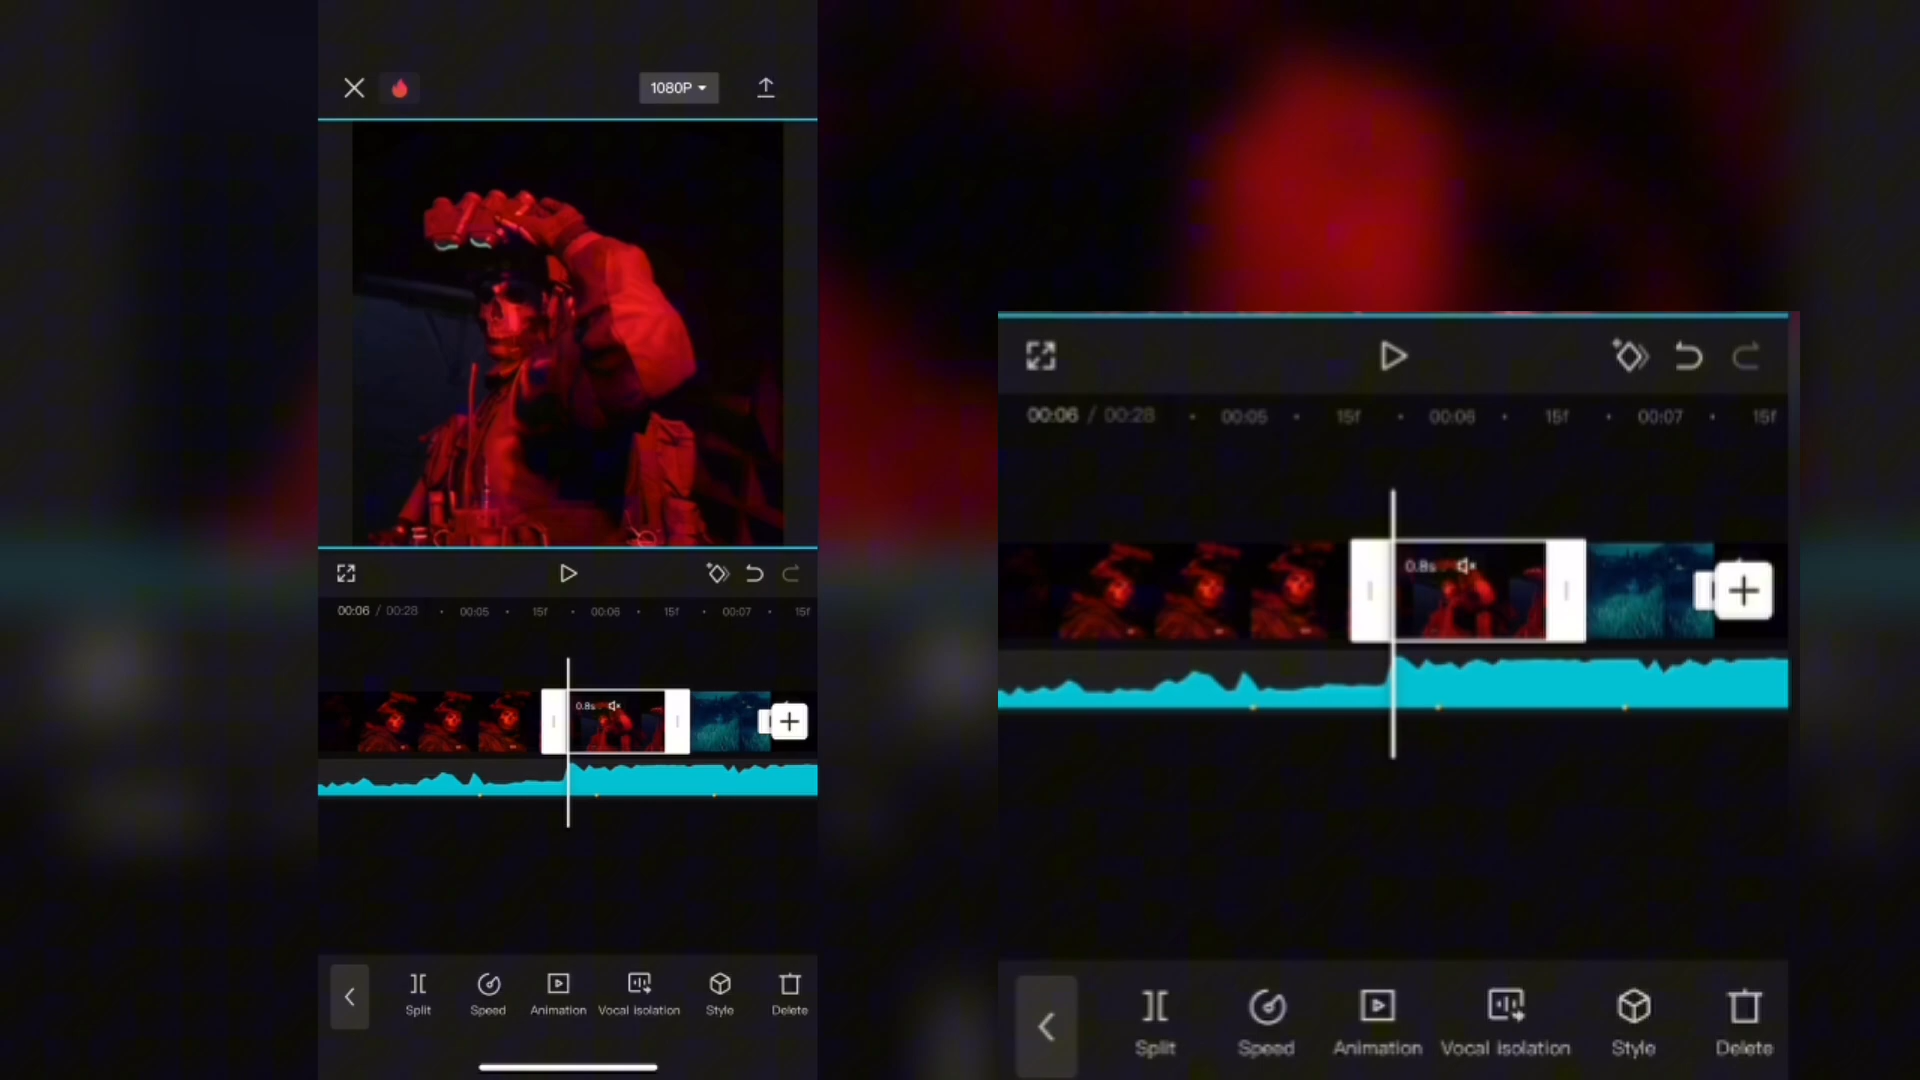 1080P
00:06 / 00:28 00:05 15f 00:06 15f 00:07 15f
0.8s
Split Speed Animation Vocal isolation Style Delete
00:06 / 00:28 00:05 15f 00:06 15f 00:07 15f
0.8s
Split Speed Animation Vocal isolation Style Delete